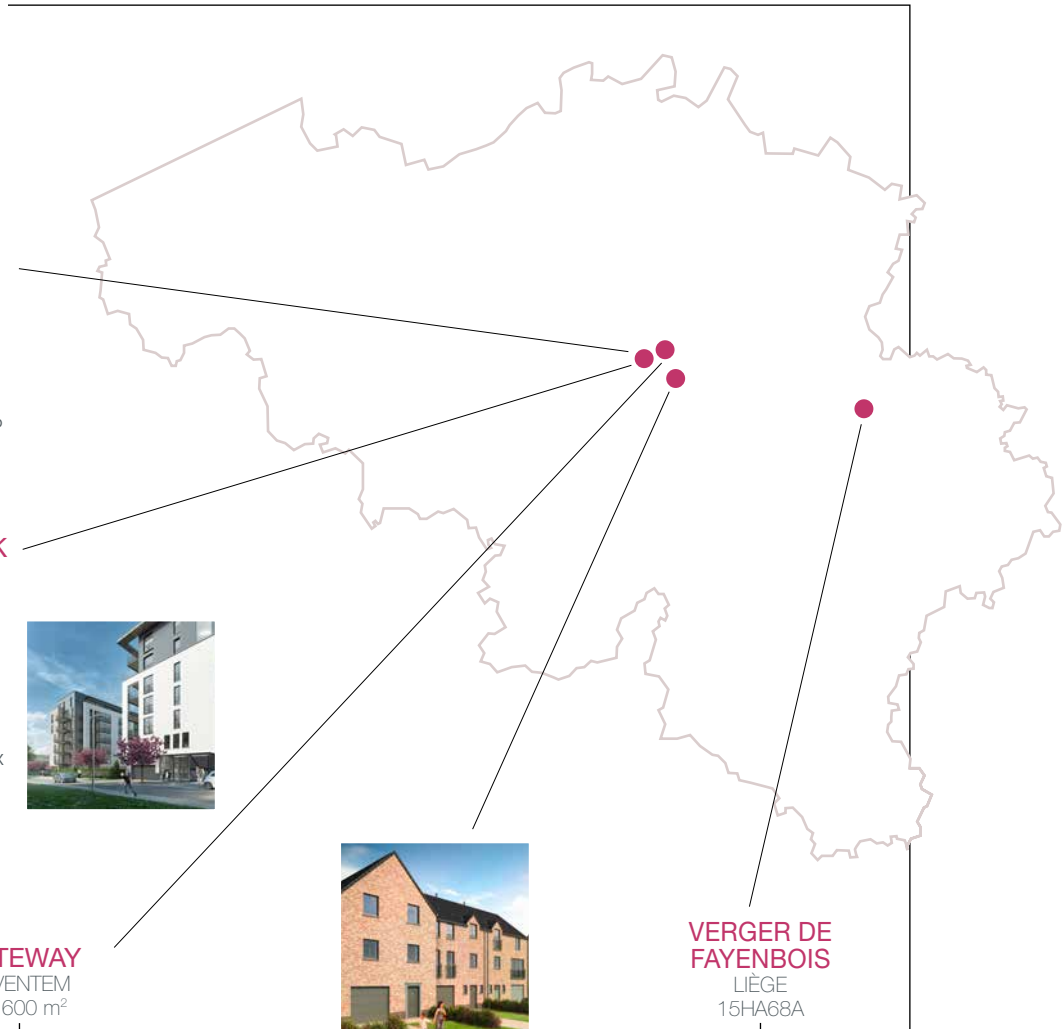 K
x
TEWAY
VENTEM
600 m²
VERGER DE
FAYENBOIS
LIÈGE
15HA68A